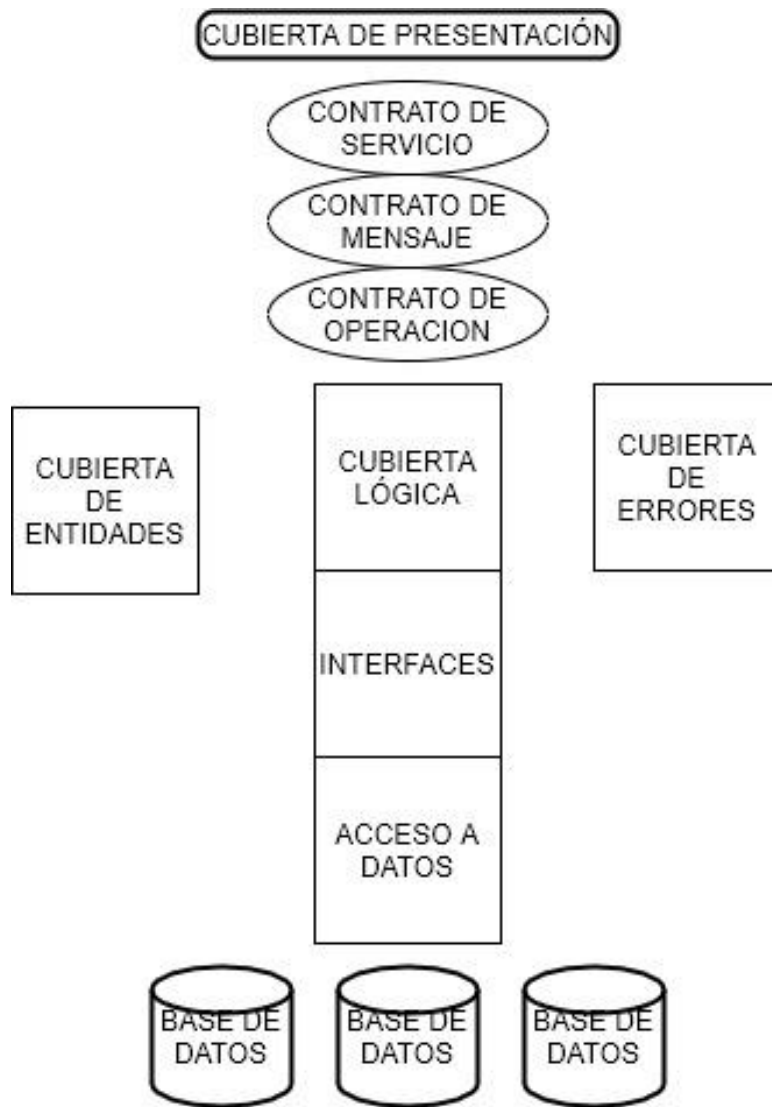 CUBIERTA DE PRESENTACIÓN
CONTRATO DE
SERVICIO
CONTRATO DE
MENSAJE
CONTRATO DE
OPERACION
CUBIERTA
DE
ENTIDADES
CUBIERTA
LÓGICA
CUBIERTA
DE
ERRORES
INTERFACES
ACCESO A
DATOS
BASE DE
DATOS
BASE DE
DATOS
BASE DE
DATOS